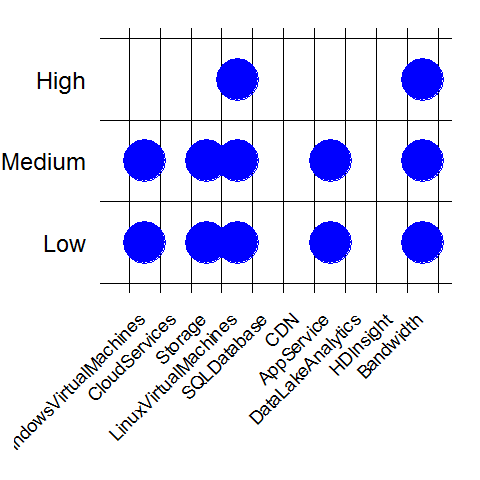 High
Medium
Low
ndowsVirtualMachines
CloudServices
Storage
LinuxVirtualMachines
SQLDatabase
CDN
AppService
DataLakeAnalytics
HDInsight
Bandwidth